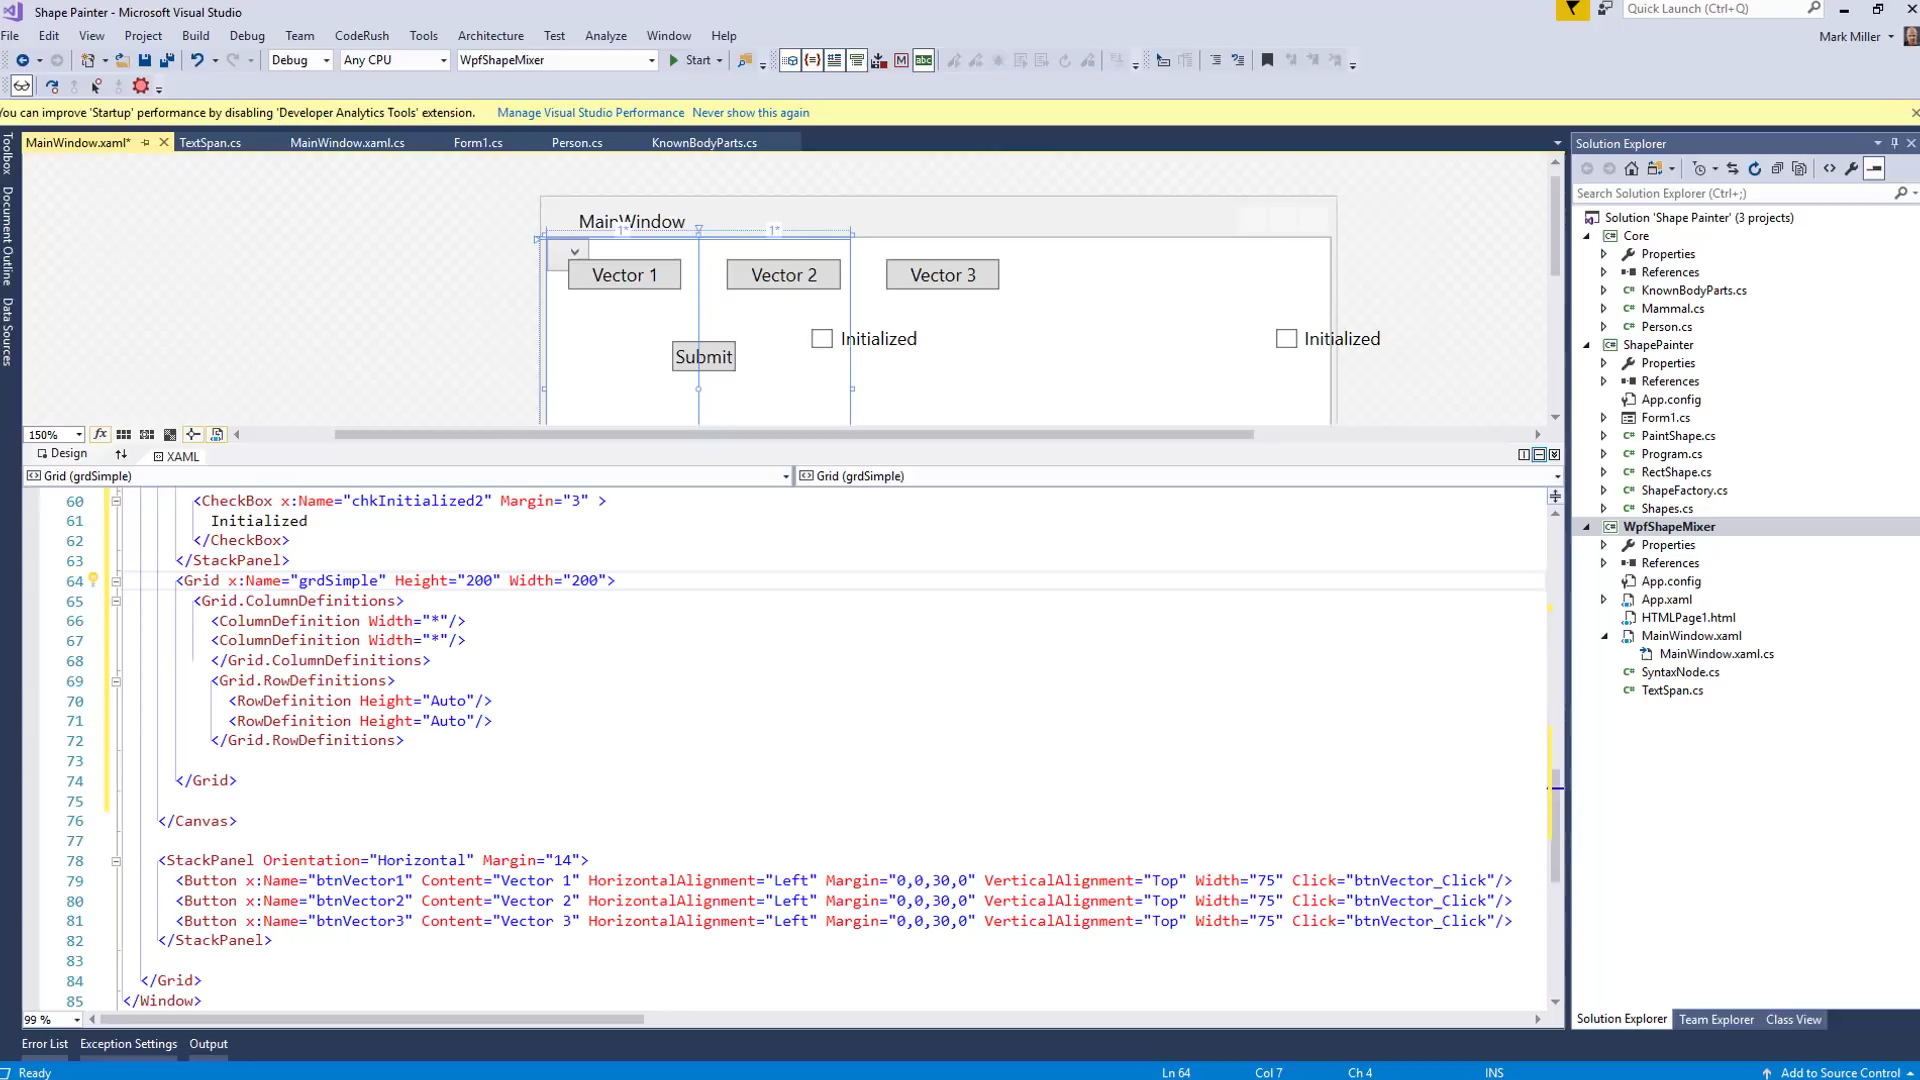 Shape Painter - Microsoft Visual Studio
Quick Launch (Ctrl+Q)
File Edit View Project Build Debug Team CodeRush Tools Architecture Test Analyze Window Help
Mark Miller
Debug Any CPU WpfShapeMixer Start
You can improve 'Startup' performance by disabling 'Developer Analytics Tools' extension. Manage Visual Studio Performance Never show this again
MainWindow.xaml* TextSpan.cs MainWindow.xaml.cs Form1.cs Person.cs KnownBodyParts.cs
Toolbox
Document Outline
Data Sources
MainWindow
1* 1*
Vector 1 Vector 2 Vector 3
Initialized Initialized
Submit
150%
Design XAML
Grid (grdSimple) Grid (grdSimple)
60 <CheckBox x:Name="chkInitialized2" Margin="3" >
61 Initialized
62 </CheckBox>
63 </StackPanel>
64 <Grid x:Name="grdSimple" Height="200" Width="200">
65 <Grid.ColumnDefinitions>
66 <ColumnDefinition Width="*"/>
67 <ColumnDefinition Width="*"/>
68 </Grid.ColumnDefinitions>
69 <Grid.RowDefinitions>
70 <RowDefinition Height="Auto"/>
71 <RowDefinition Height="Auto"/>
72 </Grid.RowDefinitions>
73
74 </Grid>
75
76 </Canvas>
77
78 <StackPanel Orientation="Horizontal" Margin="14">
79 <Button x:Name="btnVector1" Content="Vector 1" HorizontalAlignment="Left" Margin="0,0,30,0" VerticalAlignment="Top" Width="75" Click="btnVector_Click"/>
80 <Button x:Name="btnVector2" Content="Vector 2" HorizontalAlignment="Left" Margin="0,0,30,0" VerticalAlignment="Top" Width="75" Click="btnVector_Click"/>
81 <Button x:Name="btnVector3" Content="Vector 3" HorizontalAlignment="Left" Margin="0,0,30,0" VerticalAlignment="Top" Width="75" Click="btnVector_Click"/>
82 </StackPanel>
83
84 </Grid>
85 </Window>
99 %
Error List Exception Settings Output
Solution Explorer
Search Solution Explorer (Ctrl+;)
Solution 'Shape Painter' (3 projects)
Core
Properties
References
KnownBodyParts.cs
Mammal.cs
Person.cs
ShapePainter
Properties
References
App.config
Form1.cs
PaintShape.cs
Program.cs
RectShape.cs
ShapeFactory.cs
Shapes.cs
WpfShapeMixer
Properties
References
App.config
App.xaml
HTMLPage1.html
MainWindow.xaml
MainWindow.xaml.cs
SyntaxNode.cs
TextSpan.cs
Solution Explorer Team Explorer Class View
Ready Ln 64 Col 7 Ch 4 INS Add to Source Control